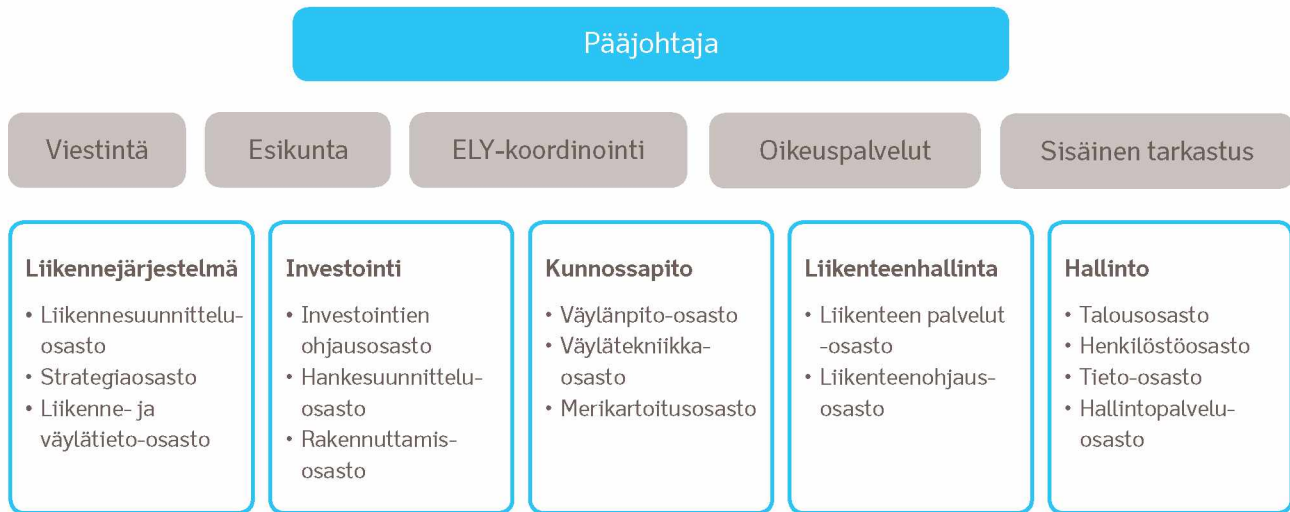 Pääjohtaja
Viestintä
Esikunta
ELY-koordinointi
Oikeuspalvelut
Sisäinen tarkastus
Liikennejärjestelmä
• Liikennesuunnittelu-
osasto
• Strategiaosasto
• Liikenne- ja
väylätieto-osasto
Investointi
• Investointien
ohjausosasto
• Hankesuunnittelu-
osasto
• Rakennuttamis-
osasto
Kunnossapito
• Väylänpito-osasto
• Väylätekniikka-
osasto
• Merikartoitusosasto
Liikenteenhallinta
• Liikenteen palvelut
-osasto
• Liikenteenohjaus-
osasto
Hallinto
• Talousosasto
• Henkilöstöosasto
• Tieto-osasto
• Hallintopalvelu-
osasto